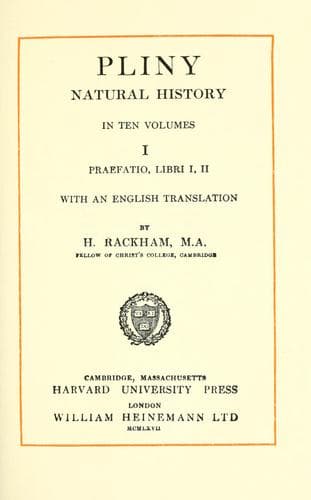 PLINY
NATURAL HISTORY
IN TEN VOLUMES
I
PRAEFATIO, LIBRI I, II
WITH AN ENGLISH TRANSLATION
BY
H. RACKHAM, M.A.
FELLOW OF CHRIST'S COLLEGE, CAMBRIDGE
CAMBRIDGE, MASSACHUSETTS
HARVARD UNIVERSITY PRESS
LONDON
WILLIAM HEINEMANN LTD
MCMLXVII